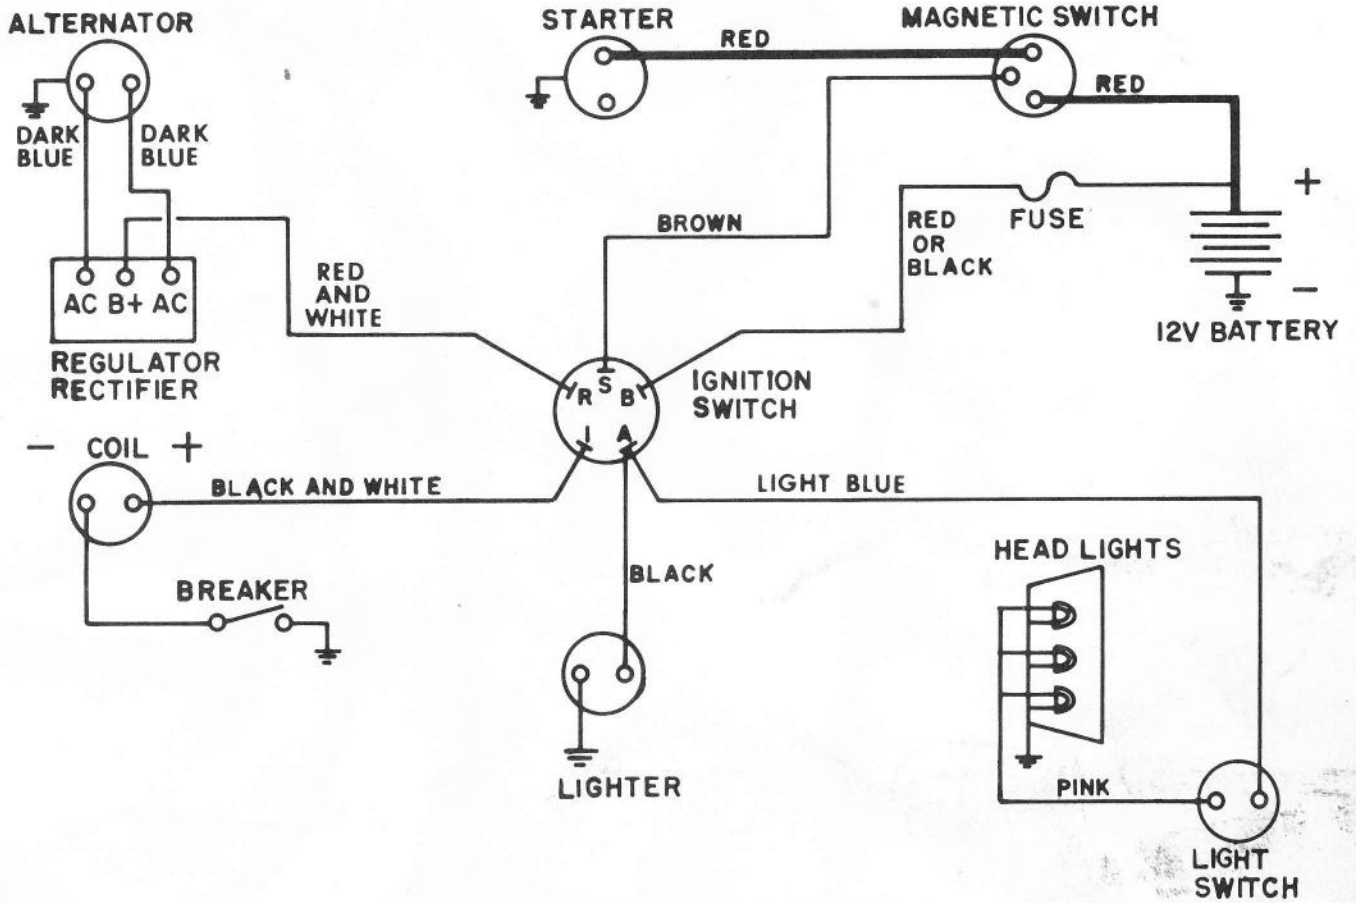 ALTERNATOR
STARTER
MAGNETIC SWITCH
RED
RED
DARK
BLUE
DARK
BLUE
+
BROWN
RED
OR
BLACK
FUSE
RED
AND
WHITE
AC B+ AC
−
12V BATTERY
REGULATOR
RECTIFIER
R S B
I A
IGNITION
SWITCH
− COIL +
BLACK AND WHITE
LIGHT BLUE
HEAD LIGHTS
BREAKER
BLACK
LIGHTER
PINK
LIGHT
SWITCH